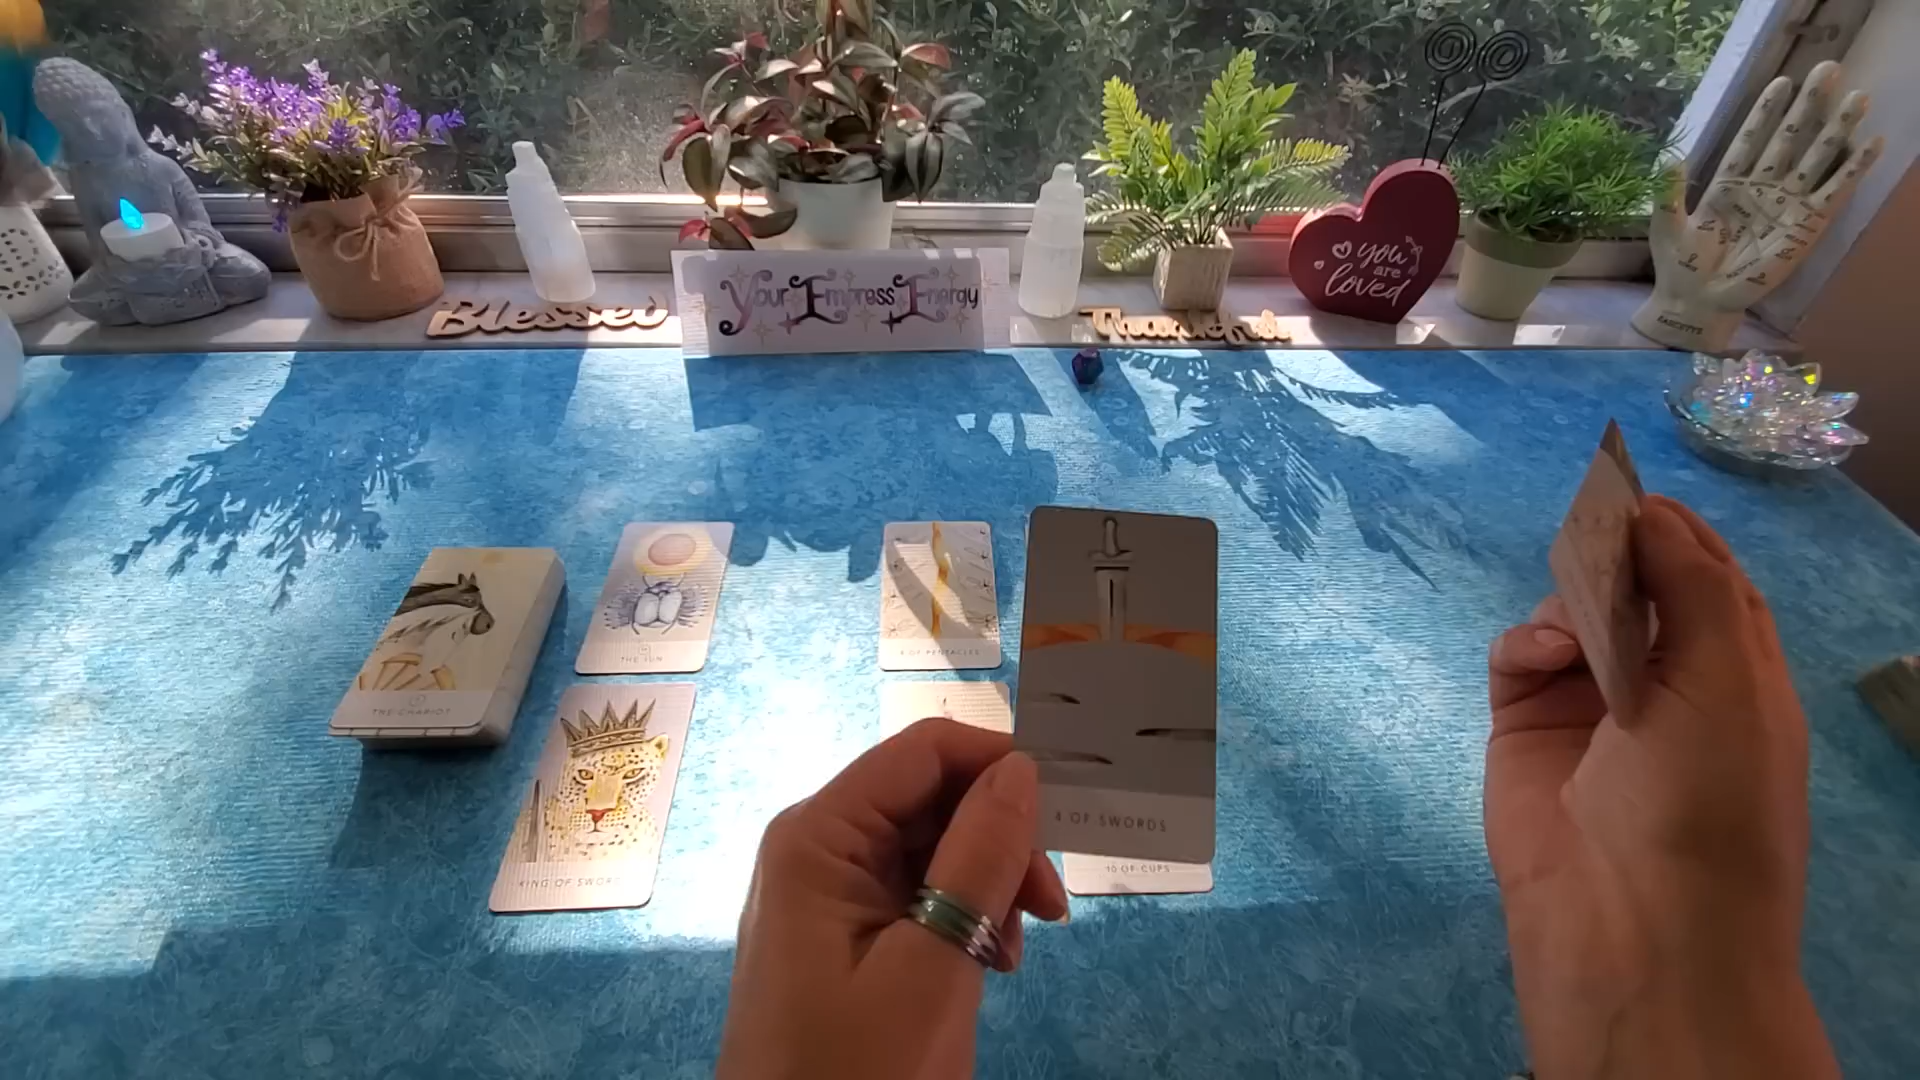 you
are
loved
Blessed
Your Empress Energy
Thankful
THE SUN
4 OF PENTACLES
THE CHARIOT
4 OF SWORDS
10 OF CUPS
KING OF SWORDS